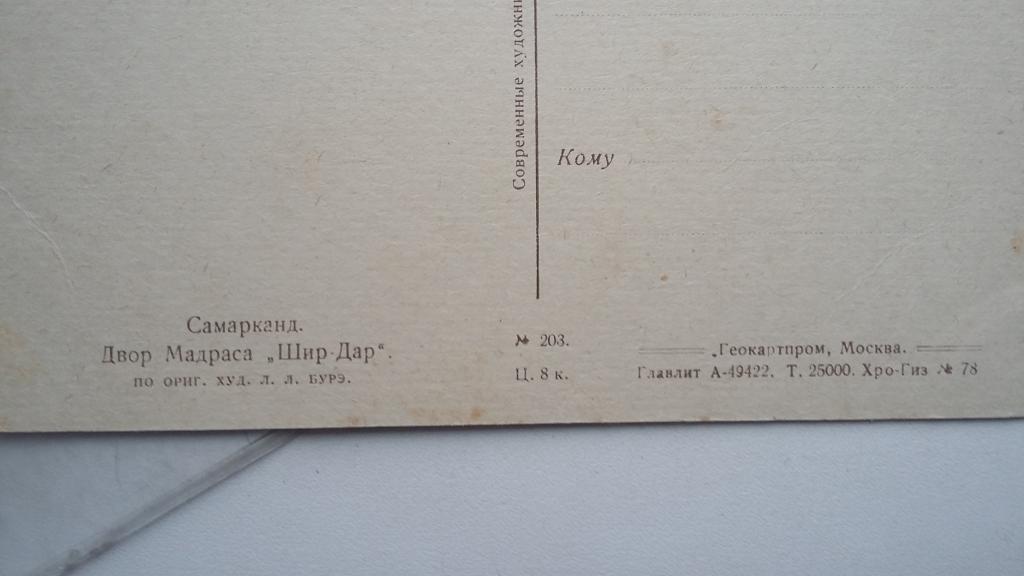 Современные
Кому
Самарканд.
Двор Мадраса „Шир-Дар“.
ПО ОРИГ. ХУД. Л. Л. БУРЭ.
№ 203.
Ц. 8 к.
„Геокартпром, Москва.
Главлит А-49422. Т. 25000. Хро-Гиз № 78